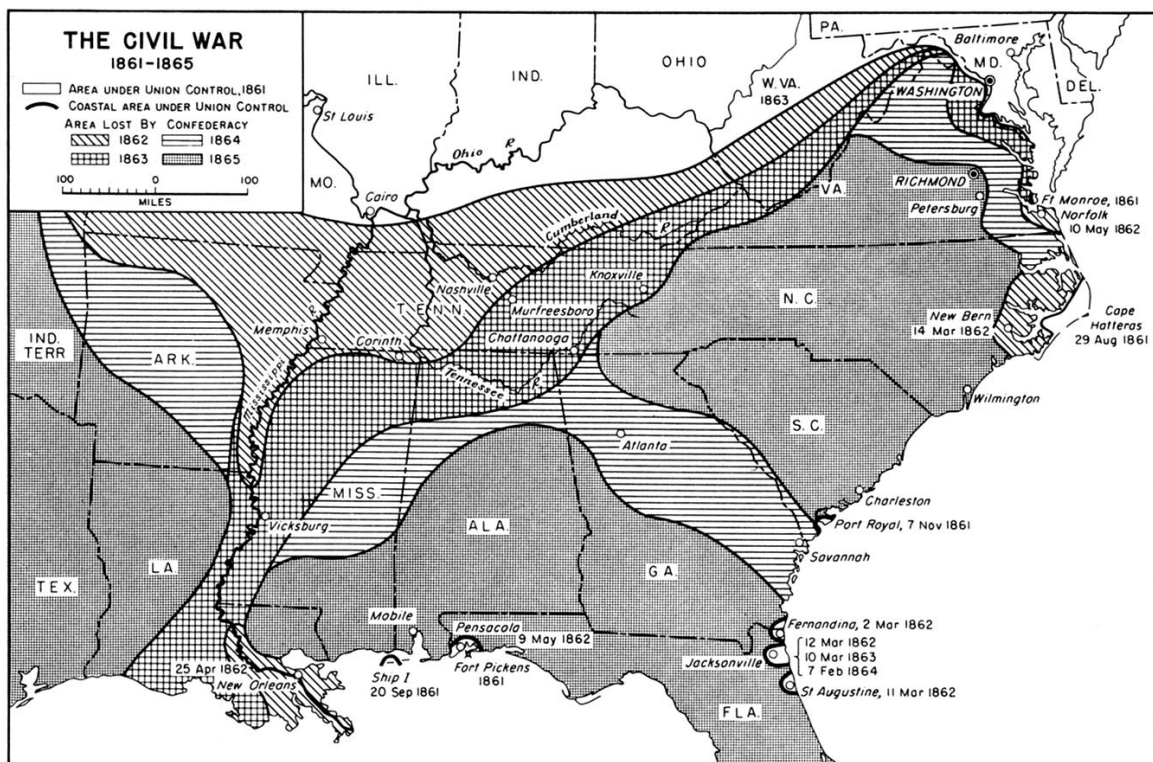 THE CIVIL WAR
1861-1865
AREA UNDER UNION CONTROL, 1861
COASTAL AREA UNDER UNION CONTROL
AREA LOST BY CONFEDERACY
1862
1864
1863
1865
100 0 100
MILES
PA.
Baltimore
MD.
DEL.
ILL.
IND.
OHIO
W. VA.
1863
WASHINGTON
St Louis
Ohio R
MO.
Cairo
VA.
RICHMOND
Petersburg
Ft Monroe, 1861
Norfolk
10 May 1862
Cumberland R
Nashville
Knoxville
TENN.
Murfreesboro
N.C.
New Bern
14 Mar 1862
Cape
Hatteras
29 Aug 1861
IND.
TERR
ARK.
Memphis
Corinth
Chattanooga
Mississippi R
Tennessee R
Wilmington
S.C.
Atlanta
MISS.
Charleston
Port Royal, 7 Nov 1861
Vicksburg
ALA.
Savannah
TEX.
LA.
GA.
Mobile
Pensacola
9 May 1862
Fernandina, 2 Mar 1862
12 Mar 1862
Jacksonville
10 Mar 1863
7 Feb 1864
25 Apr 1862
New Orleans
Ship I
20 Sep 1861
Fort Pickens
1861
St Augustine, 11 Mar 1862
FLA.